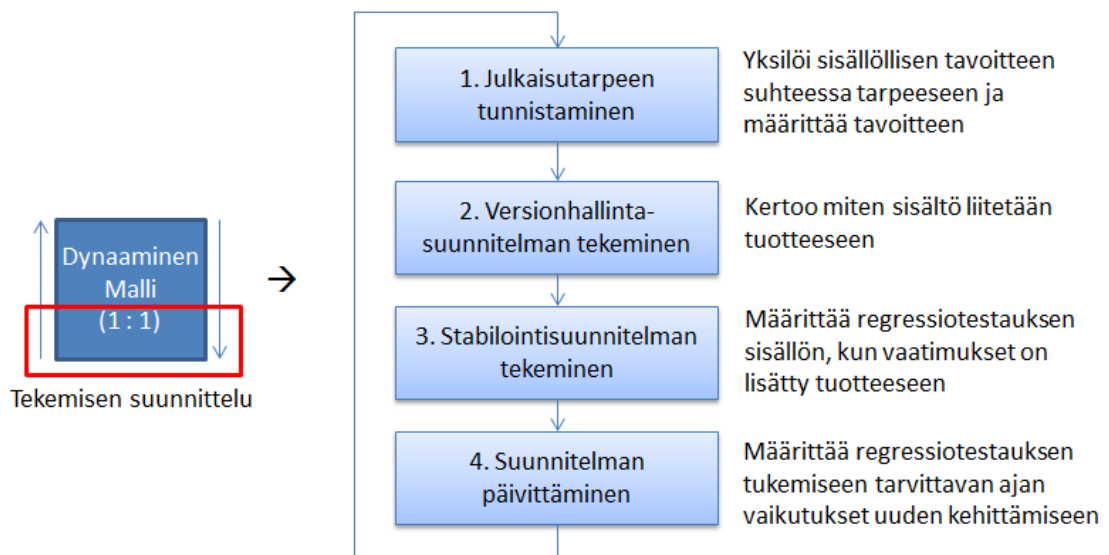 1. Julkaisutarpeen
tunnistaminen
Yksilöi sisällöllisen tavoitteen
suhteessa tarpeeseen ja
määrittää tavoitteen
2. Versionhallinta-
suunnitelman tekeminen
Kertoo miten sisältö liitetään
tuotteeseen
Dynaaminen
Malli
(1 : 1)
→
Tekemisen suunnittelu
3. Stabilointisuunnitelman
tekeminen
Määrittää regressiotestauksen
sisällön, kun vaatimukset on
lisätty tuotteeseen
4. Suunnitelman
päivittäminen
Määrittää regressiotestauksen
tukemiseen tarvittavan ajan
vaikutukset uuden kehittämiseen